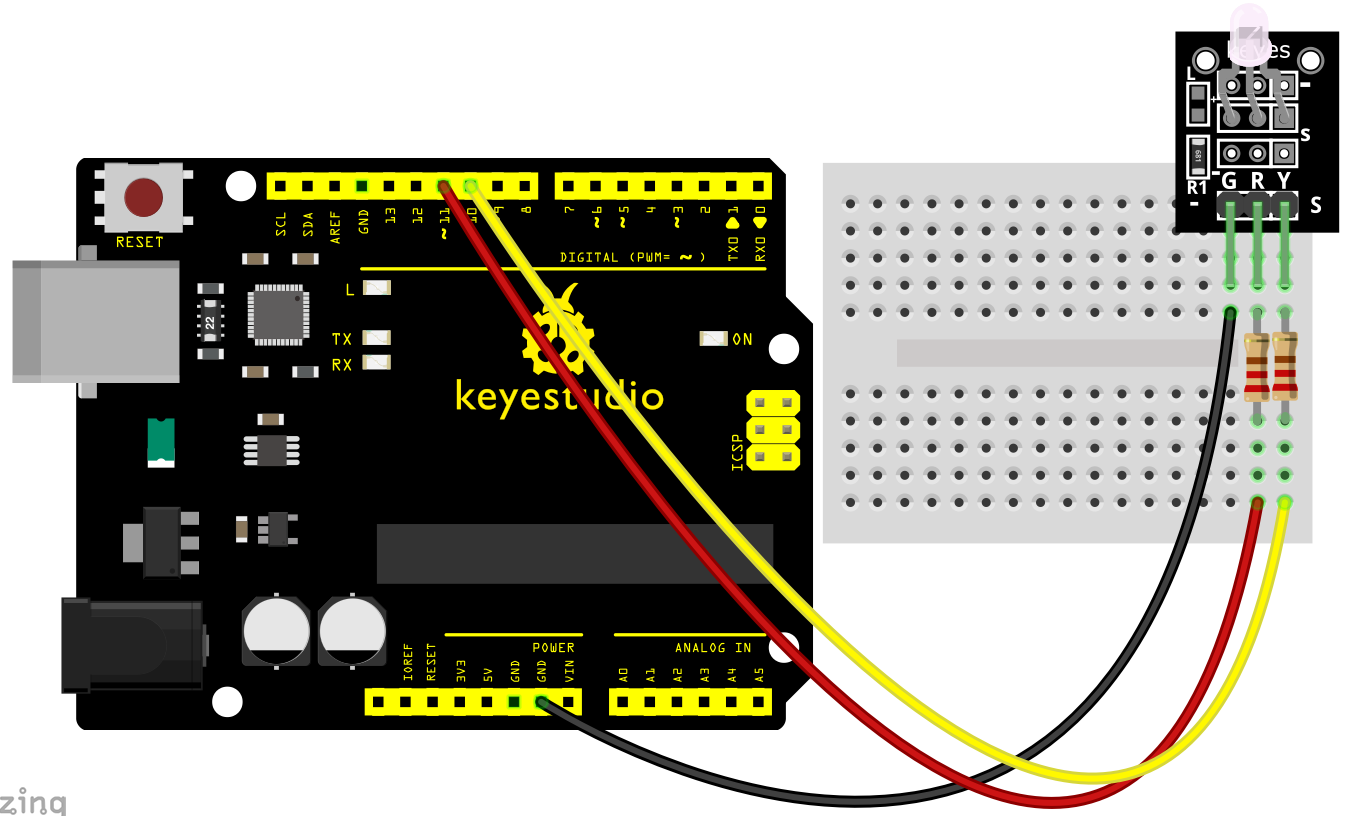 keyes
L
+
-
S
681
R1
-
G R Y
-
S
RESET
SCL
SDA
AREF
GND
13
12
~11
10
9
8
7
~6
~5
4
~3
2
TX0 ▶ 1
RX0 ◀ 0
DIGITAL (PWM= ~ )
L
22
TX
RX
ON
keyestudio
ICSP
POWER
ANALOG IN
IOREF
RESET
3V3
5V
GND
GND
VIN
A0
A1
A2
A3
A4
A5
zing